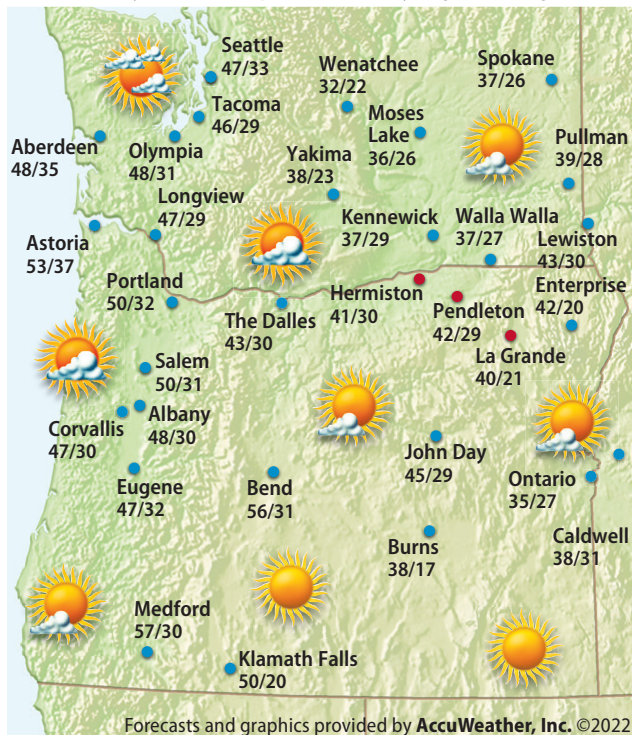 Seattle
47/33
Wenatchee
32/22
Spokane
37/26
Tacoma
46/29
Moses
Lake
36/26
Aberdeen
48/35
Olympia
48/31
Yakima
38/23
Pullman
39/28
Longview
47/29
Kennewick
37/29
Walla Walla
37/27
Lewiston
43/30
Astoria
53/37
Portland
50/32
The Dalles
43/30
Hermiston
41/30
Pendleton
42/29
Enterprise
42/20
La Grande
40/21
Salem
50/31
Albany
48/30
Corvallis
47/30
Eugene
47/32
Bend
56/31
John Day
45/29
Ontario
35/27
Caldwell
38/31
Burns
38/17
Medford
57/30
Klamath Falls
50/20
Forecasts and graphics provided by AccuWeather, Inc. ©2022